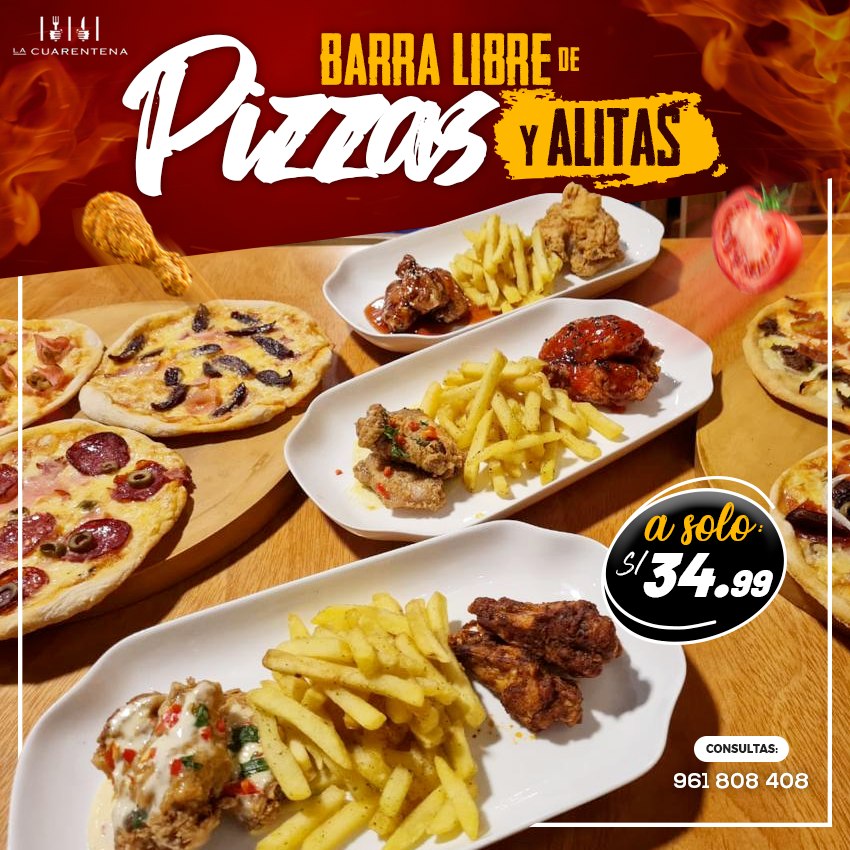 LA CUARENTENA
BARRA LIBRE DE
Pizzas
Y ALITAS
a solo:
S/ 34.99
CONSULTAS:
961 808 408